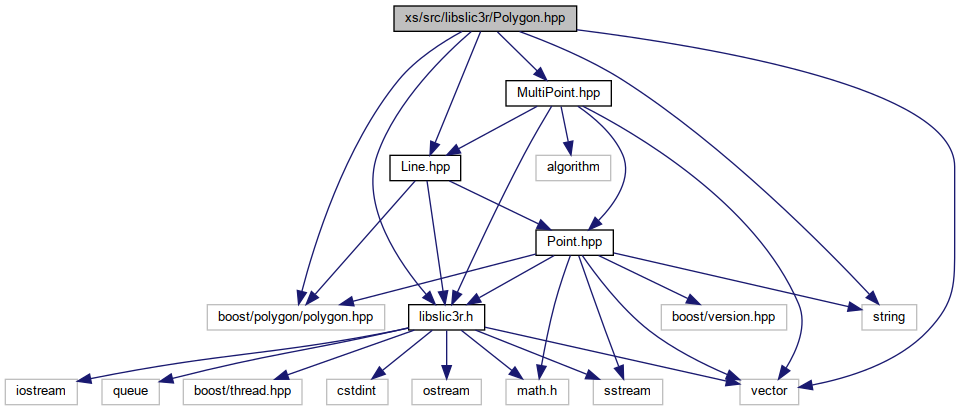 xs/src/libslic3r/Polygon.hpp
MultiPoint.hpp
Line.hpp
algorithm
Point.hpp
boost/polygon/polygon.hpp
libslic3r.h
boost/version.hpp
string
iostream
queue
boost/thread.hpp
cstdint
ostream
math.h
sstream
vector